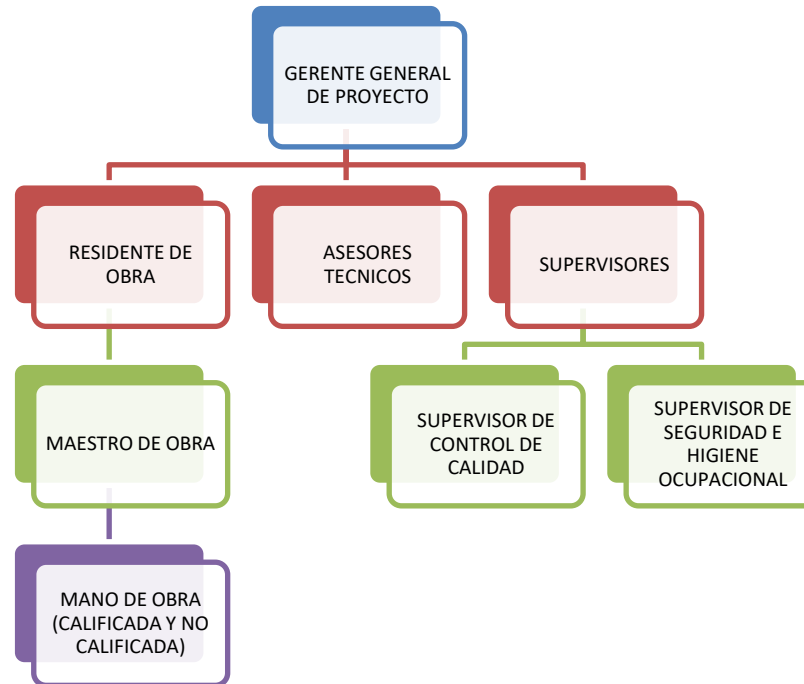 GERENTE GENERAL
DE PROYECTO
RESIDENTE DE
OBRA
ASESORES
TECNICOS
SUPERVISORES
MAESTRO DE OBRA
SUPERVISOR DE
CONTROL DE
CALIDAD
SUPERVISOR DE
SEGURIDAD E
HIGIENE
OCUPACIONAL
MANO DE OBRA
(CALIFICADA Y NO
CALIFICADA)